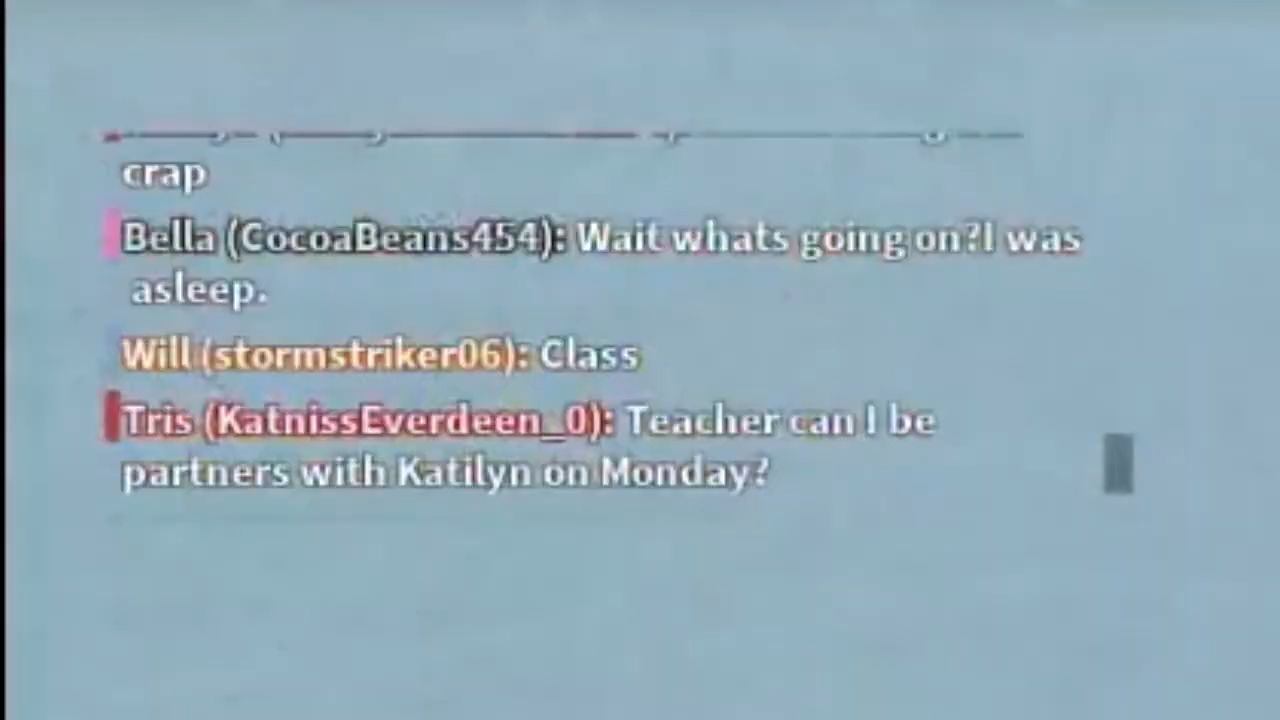 crap
Bella (CocoaBeans454): Wait whats going on?I was
asleep.
Will (stormstriker06): Class
Tris (KatnissEverdeen_0): Teacher can I be
partners with Katilyn on Monday?